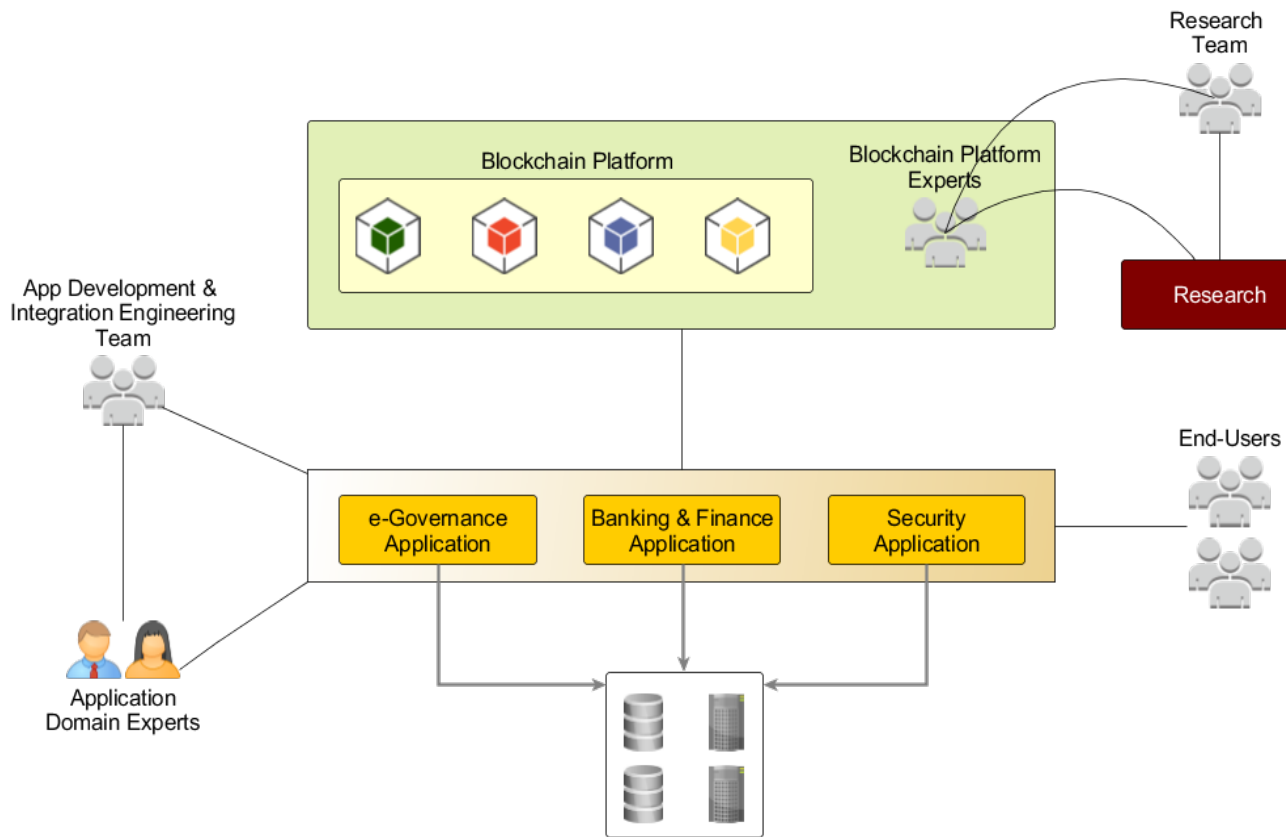 Research
Team
Blockchain Platform
Blockchain Platform
Experts
App Development &
Integration Engineering
Team
Research
End-Users
e-Governance
Application
Banking & Finance
Application
Security
Application
Application
Domain Experts